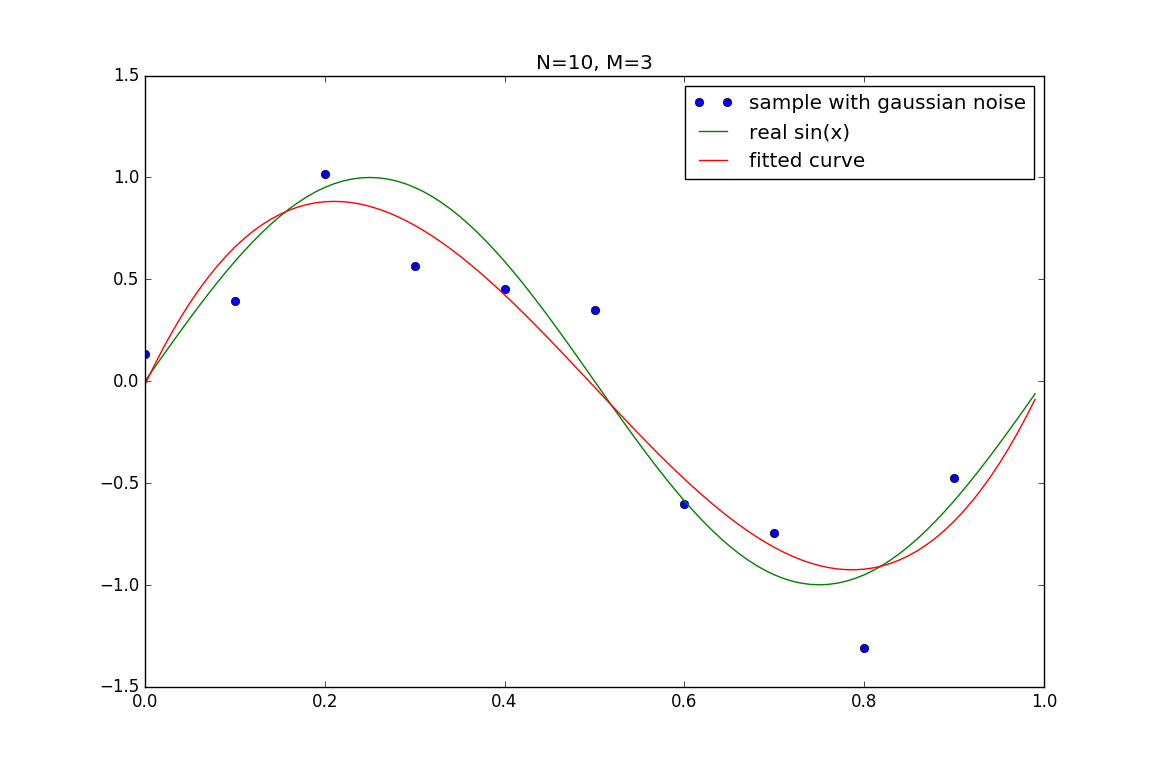 N=10, M=3
sample with gaussian noise
real sin(x)
fitted curve
1.5
1.0
0.5
0.0
−0.5
−1.0
−1.5
0.0 0.2 0.4 0.6 0.8 1.0